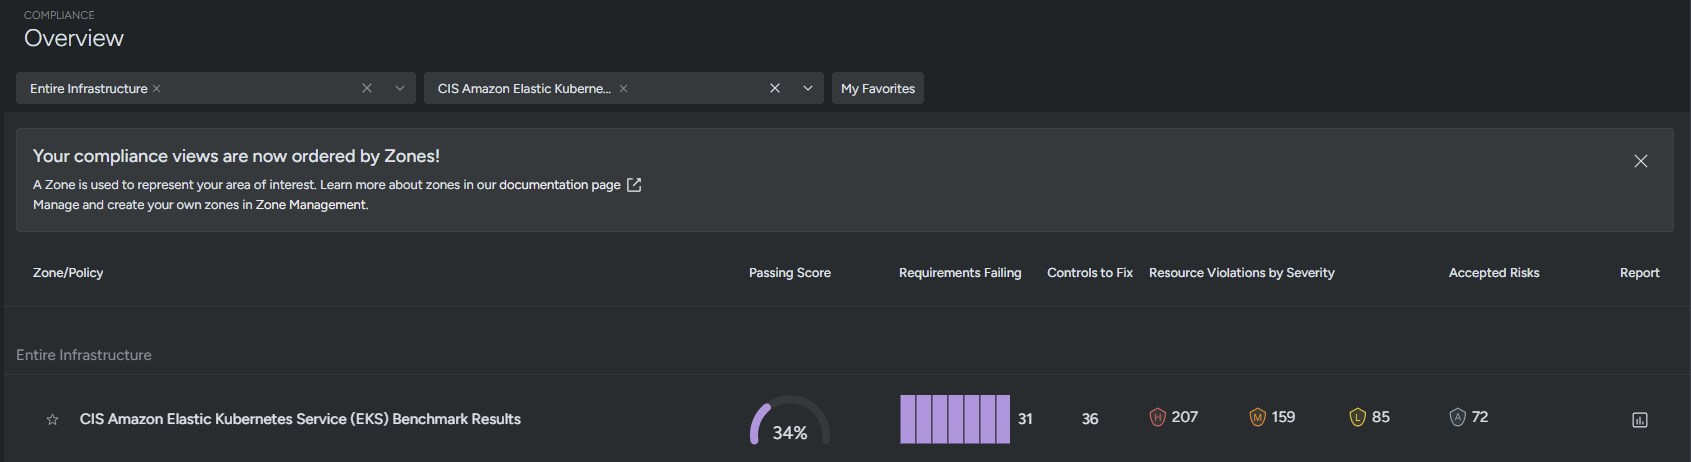 COMPLIANCE
Overview
Entire Infrastructure
CIS Amazon Elastic Kuberne...
My Favorites
Your compliance views are now ordered by Zones!
A Zone is used to represent your area of interest. Learn more about zones in our documentation page
Manage and create your own zones in Zone Management.
Zone/Policy Passing Score Requirements Failing Controls to Fix Resource Violations by Severity Accepted Risks Report
Entire Infrastructure
CIS Amazon Elastic Kubernetes Service (EKS) Benchmark Results 34% 31 36 H 207 M 159 L 85 A 72